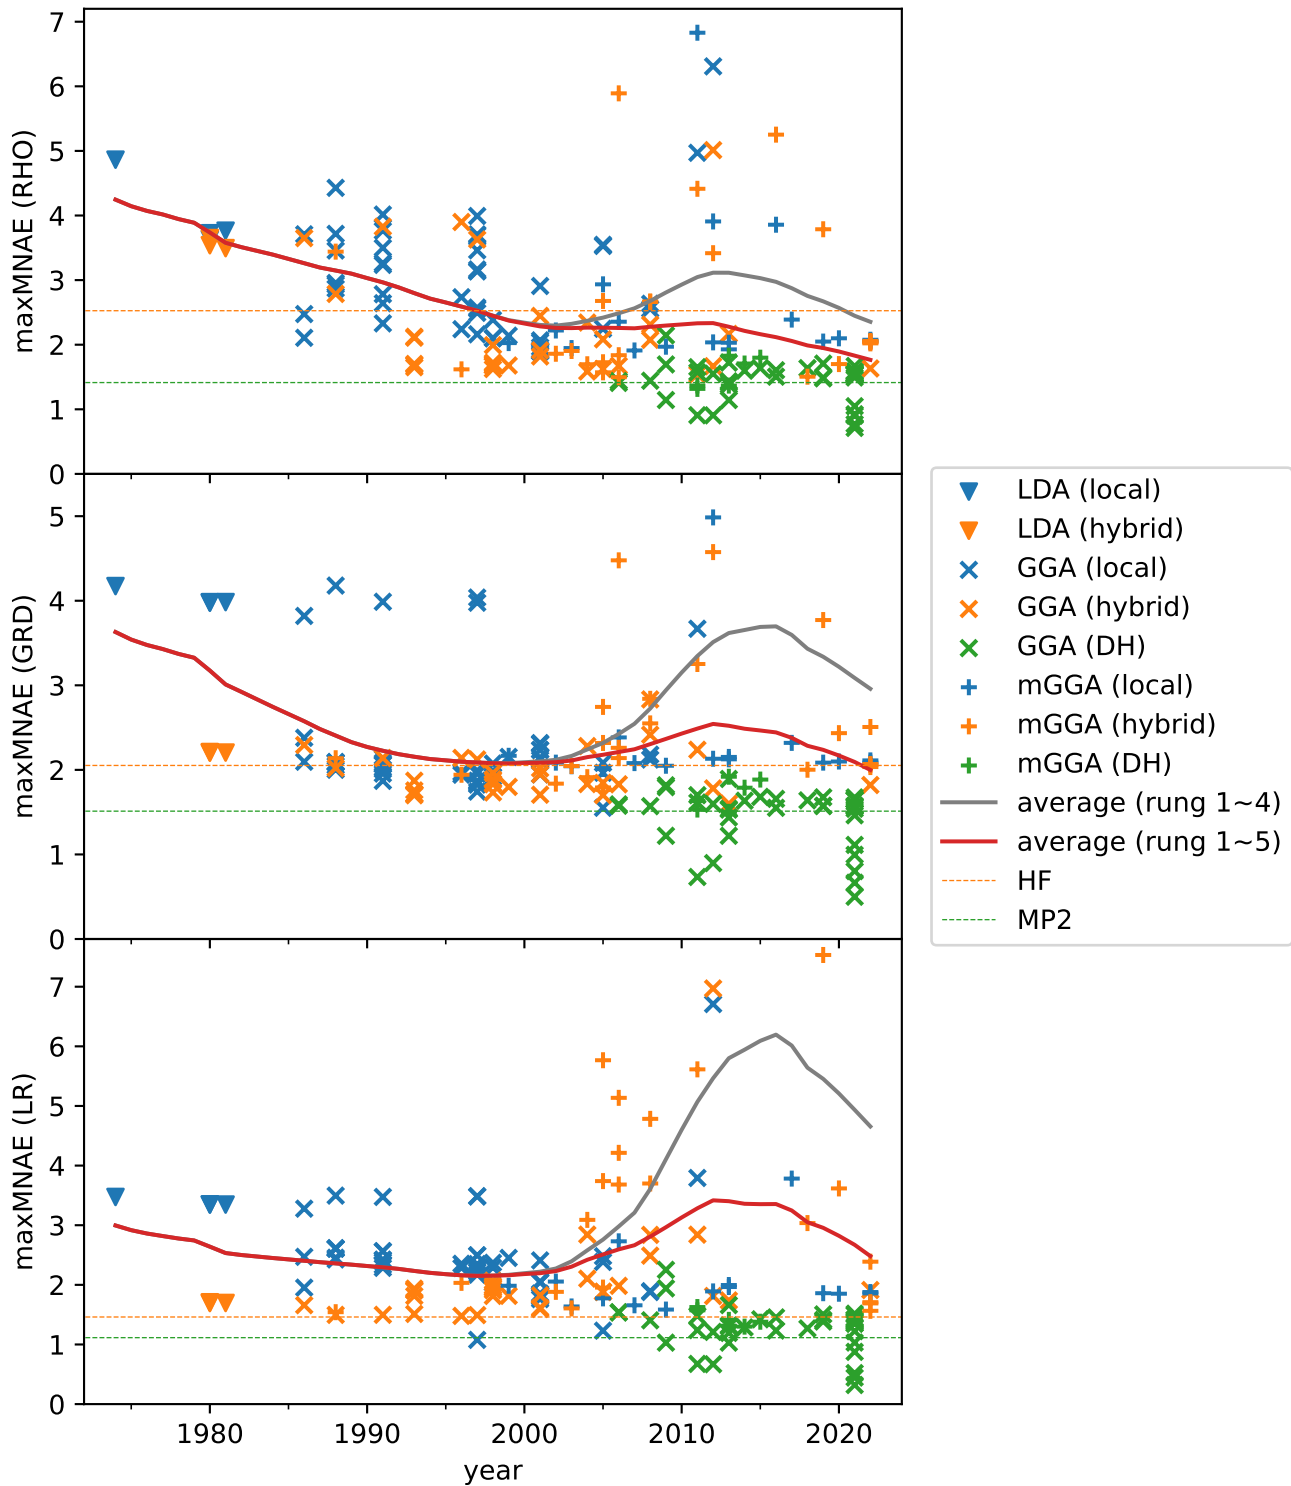 7
6
5
4
3
2
1
0
maxMNAE (RHO)
5
4
3
2
1
0
maxMNAE (GRD)
7
6
5
4
3
2
1
0
maxMNAE (LR)
1980 1990 2000 2010 2020
year
LDA (local)
LDA (hybrid)
GGA (local)
GGA (hybrid)
GGA (DH)
mGGA (local)
mGGA (hybrid)
mGGA (DH)
average (rung 1~4)
average (rung 1~5)
HF
MP2